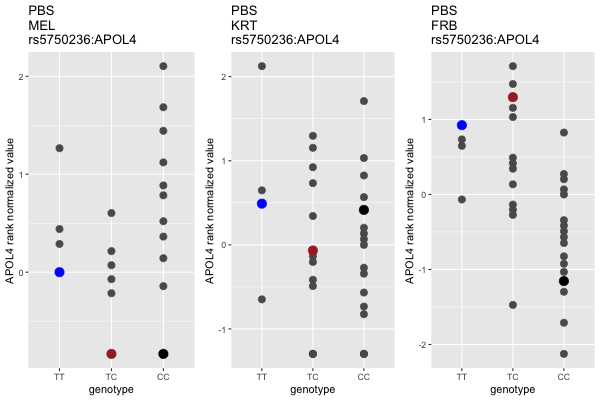 PBS
MEL
rs5750236:APOL4
APOL4 rank normalized value
2
1
0
TT
TC
CC
genotype
PBS
KRT
rs5750236:APOL4
APOL4 rank normalized value
2
1
0
-1
TT
TC
CC
genotype
PBS
FRB
rs5750236:APOL4
APOL4 rank normalized value
1
0
-1
-2
TT
TC
CC
genotype